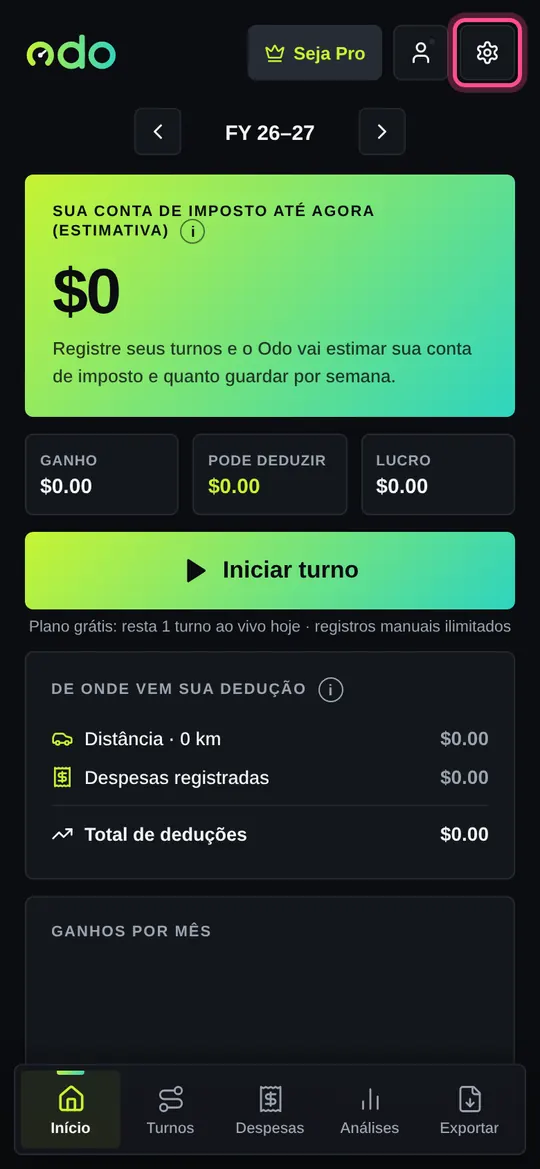 odo
Seja Pro
FY 26–27
SUA CONTA DE IMPOSTO ATÉ AGORA
(ESTIMATIVA) i
$0
Registre seus turnos e o Odo vai estimar sua conta
de imposto e quanto guardar por semana.
GANHO
$0.00
PODE DEDUZIR
$0.00
LUCRO
$0.00
Iniciar turno
Plano grátis: resta 1 turno ao vivo hoje · registros manuais ilimitados
DE ONDE VEM SUA DEDUÇÃO i
Distância · 0 km $0.00
Despesas registradas $0.00
Total de deduções $0.00
GANHOS POR MÊS
Início
Turnos
Despesas
Análises
Exportar